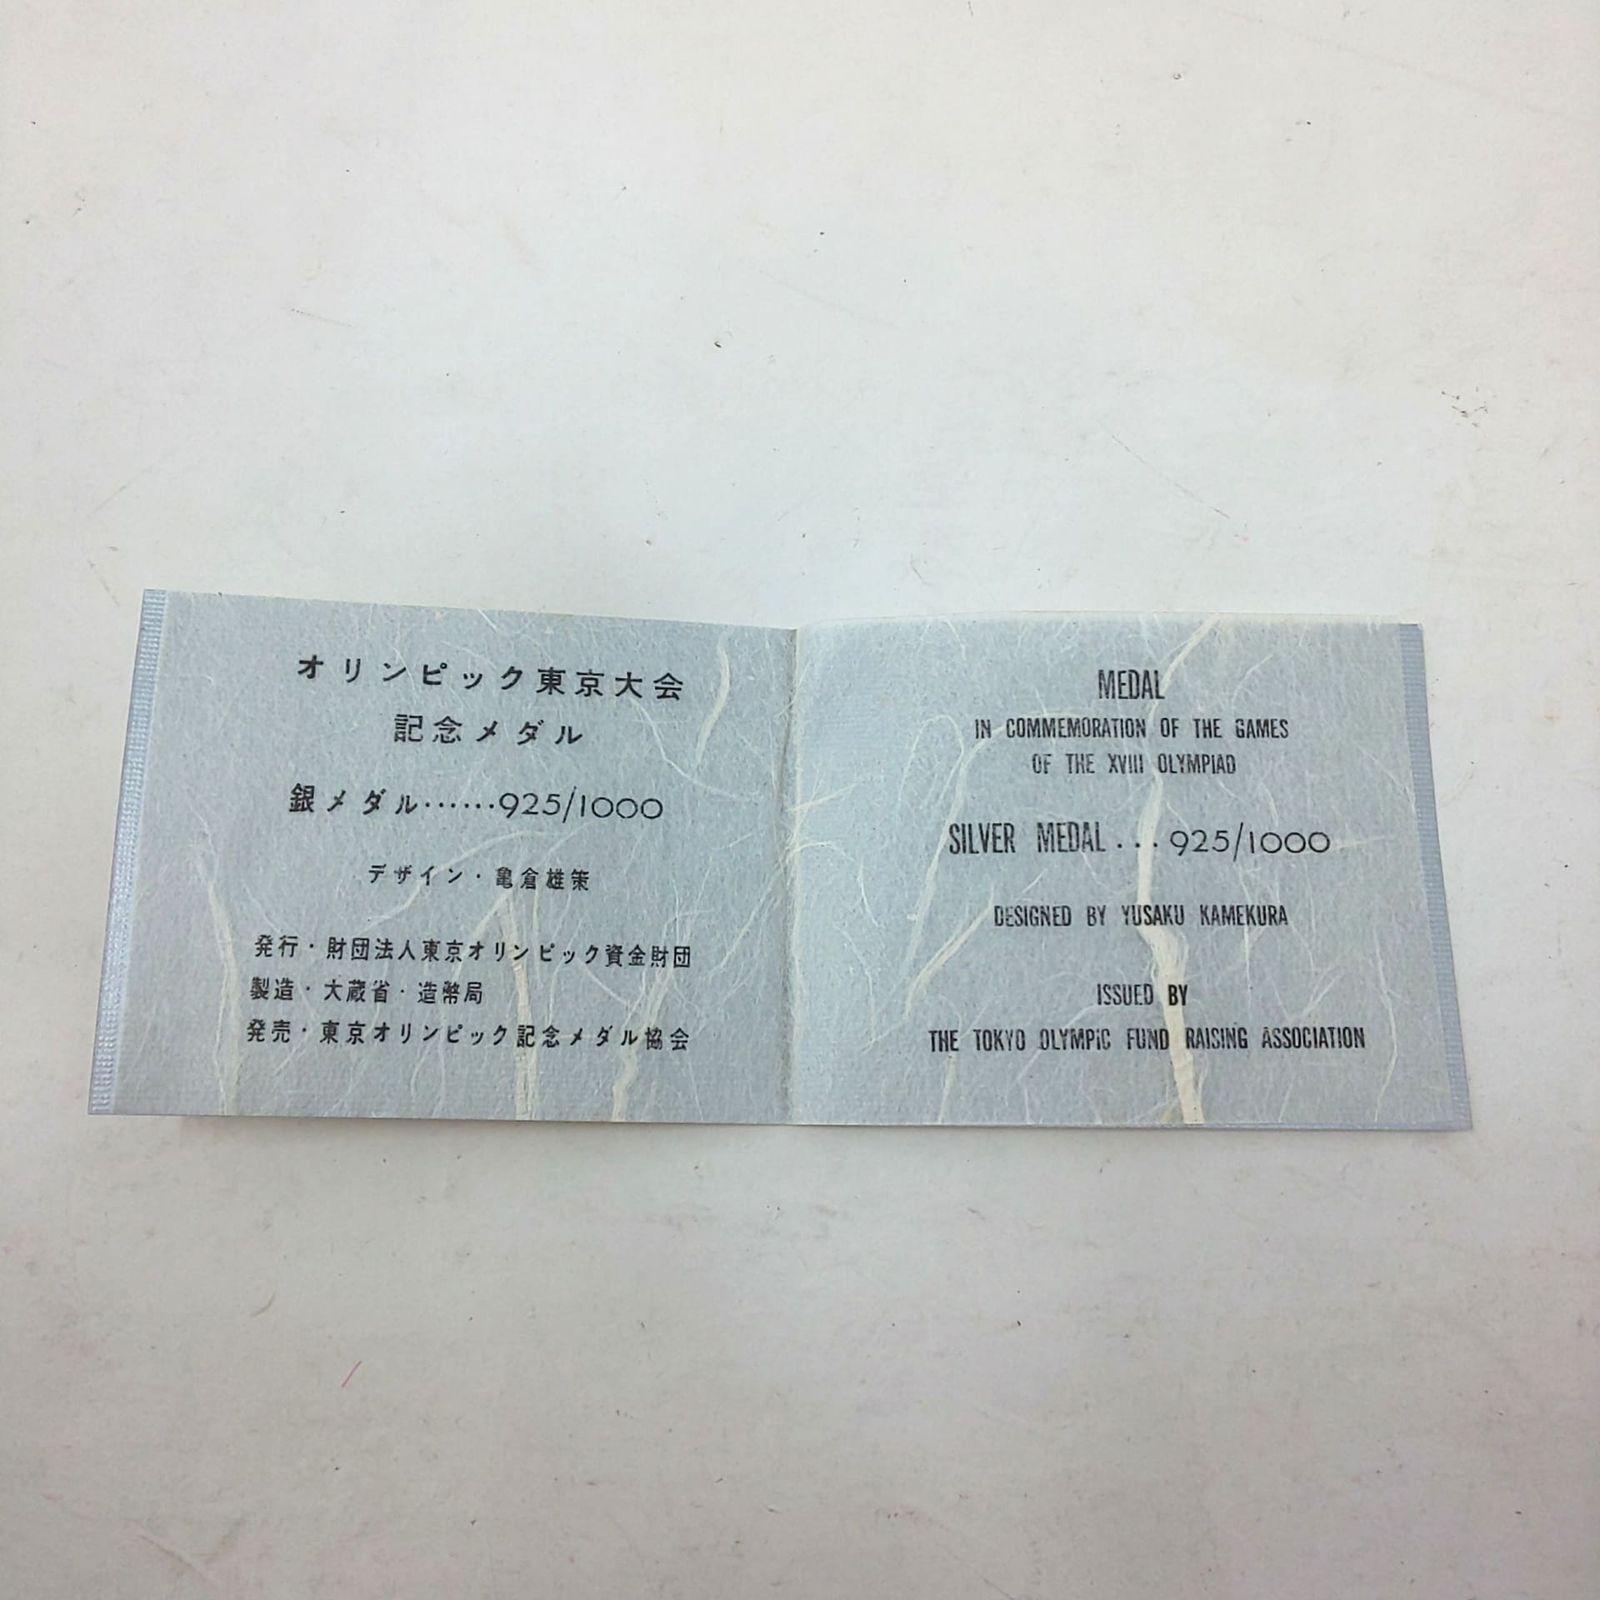 オリンピック東京大会
記念メダル
銀メダル……925/1000
デザイン・亀倉雄策
発行・財団法人東京オリンピック資金財団
製造・大蔵省・造幣局
発売・東京オリンピック記念メダル協会
MEDAL
IN COMMEMORATION OF THE GAMES
OF THE XVIII OLYMPIAD
SILVER MEDAL...925/1000
DESIGNED BY YUSAKU KAMEKURA
ISSUED BY
THE TOKYO OLYMPIC FUND RAISING ASSOCIATION